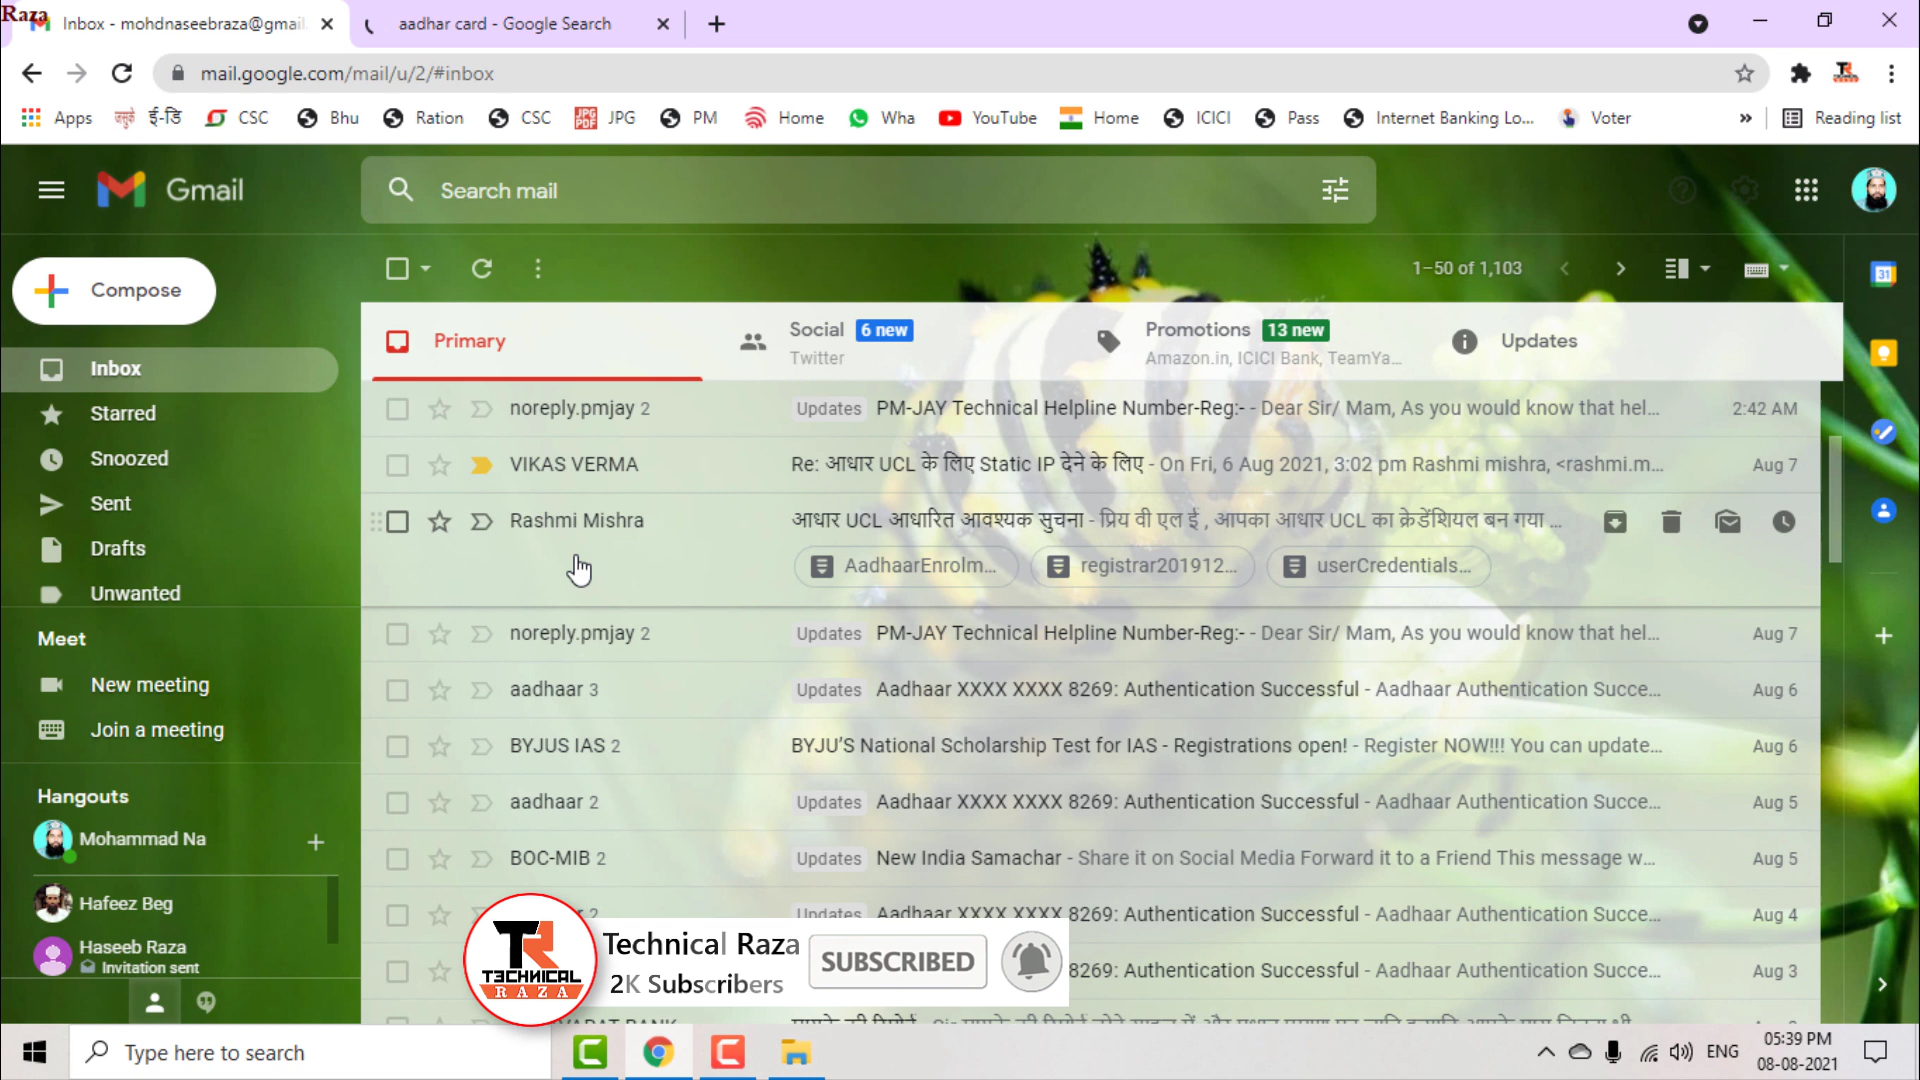 Raza
Inbox - mohdnaseebraza@gmail
aadhar card - Google Search
mail.google.com/mail/u/2/#inbox
Apps
ई-डि
CSC
Bhu
Ration
CSC
JPG
PM
Home
Wha
YouTube
Home
ICICI
Pass
Internet Banking Lo...
Voter
»
Reading list
Gmail
Search mail
Compose
1–50 of 1,103
Primary
Social 6 new
Twitter
Promotions 13 new
Amazon.in, ICICI Bank, TeamYa...
Updates
Inbox
Starred
Snoozed
Sent
Drafts
Unwanted
Meet
New meeting
Join a meeting
Hangouts
Mohammad Na
Hafeez Beg
Haseeb Raza
Invitation sent
noreply.pmjay 2 Updates PM-JAY Technical Helpline Number-Reg:- - Dear Sir/ Mam, As you would know that hel... 2:42 AM
VIKAS VERMA Re: आधार UCL के लिए Static IP देने के लिए - On Fri, 6 Aug 2021, 3:02 pm Rashmi mishra, <rashmi.m... Aug 7
Rashmi Mishra आधार UCL आधारित आवश्यक सुचना - प्रिय वी एल ई , आपका आधार UCL का क्रेडेंशियल बन गया ...
AadhaarEnrolm... registrar201912... userCredentials...
noreply.pmjay 2 Updates PM-JAY Technical Helpline Number-Reg:- - Dear Sir/ Mam, As you would know that hel... Aug 7
aadhaar 3 Updates Aadhaar XXXX XXXX 8269: Authentication Successful - Aadhaar Authentication Succe... Aug 6
BYJUS IAS 2 BYJU'S National Scholarship Test for IAS - Registrations open! - Register NOW!!! You can update... Aug 6
aadhaar 2 Updates Aadhaar XXXX XXXX 8269: Authentication Successful - Aadhaar Authentication Succe... Aug 5
BOC-MIB 2 Updates New India Samachar - Share it on Social Media Forward it to a Friend This message w... Aug 5
2 Updates Aadhaar XXXX XXXX 8269: Authentication Successful - Aadhaar Authentication Succe... Aug 4
8269: Authentication Successful - Aadhaar Authentication Succe... Aug 3
TR
T3CHNICAL
RAZA
Technical Raza
2K Subscribers
SUBSCRIBED
Type here to search
ENG
05:39 PM
08-08-2021